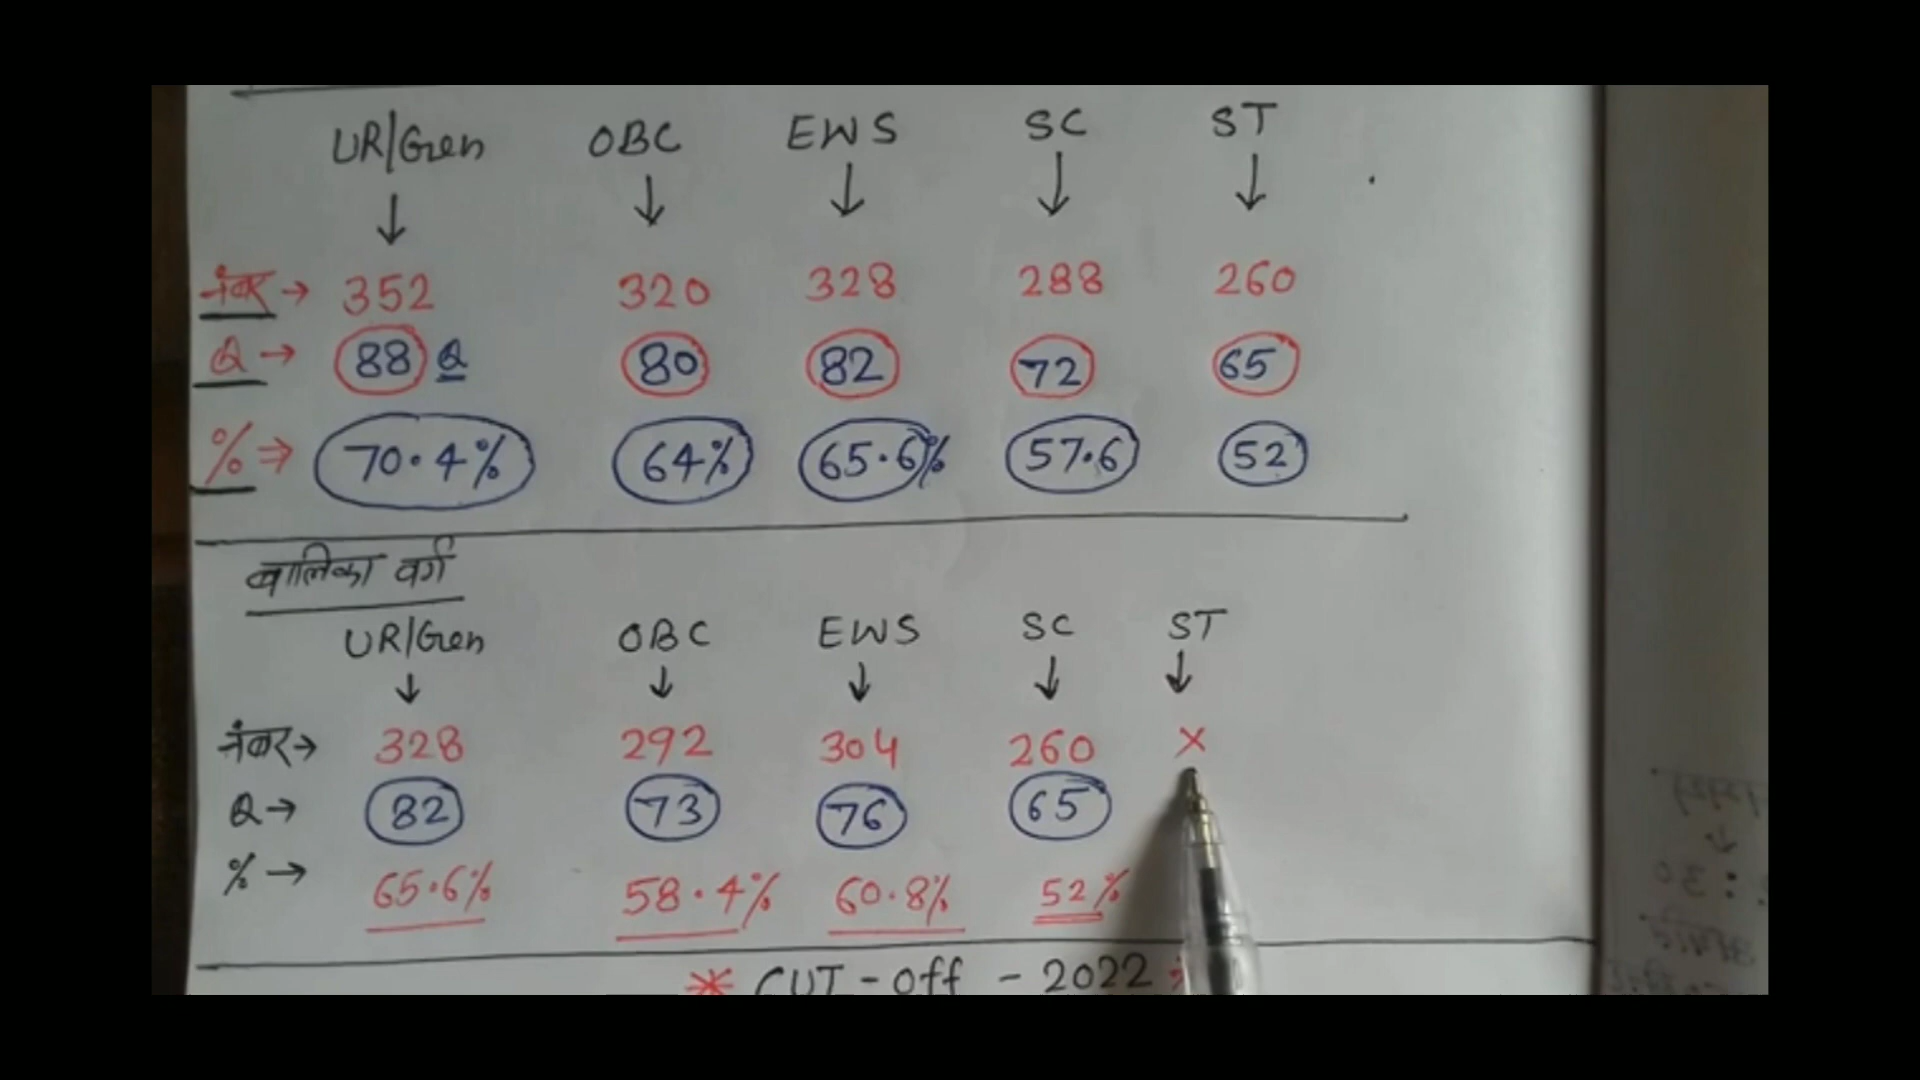 UR/Gen OBC EWS SC ST
↓ ↓ ↓ ↓ ↓
नंबर → 352 320 328 288 260
Q → 88 Q 80 82 72 65
% ⇒ 70.4% 64% 65.6% 57.6 52
बालिका वर्ग
UR/Gen OBC EWS SC ST
↓ ↓ ↓ ↓ ↓
नंबर → 328 292 304 260 ×
Q → 82 73 76 65
% → 65.6% 58.4% 60.8% 52%
* CUT-Off - 2022